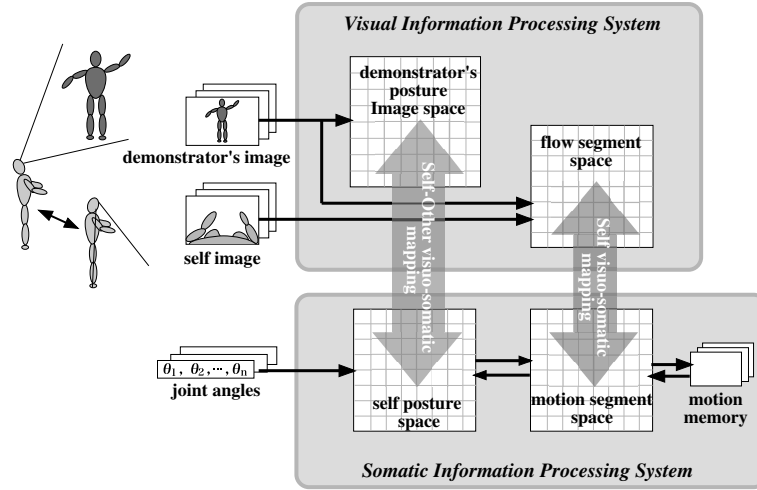 Visual Information Processing System
demonstrator's
posture
Image space
demonstrator's image
flow segment
space
self image
Self-Other visuo-somatic
mapping
Self visuo-somatic
mapping
θ₁, θ₂, ···, θₙ
joint angles
self posture
space
motion segment
space
motion
memory
Somatic Information Processing System